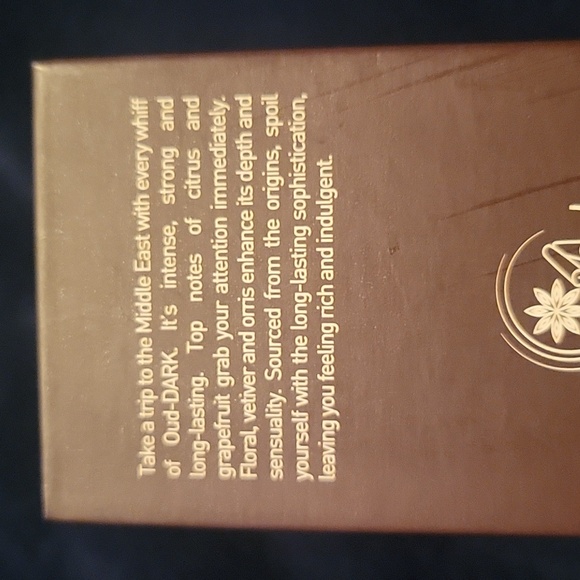 Take a trip to the Middle East with every whiff
of Oud-DARK. It's intense, strong and
long-lasting. Top notes of citrus and
grapefruit grab your attention immediately.
Floral, vetiver and orris enhance its depth and
sensuality. Sourced from the origins, spoil
yourself with the long-lasting sophistication,
leaving you feeling rich and indulgent.